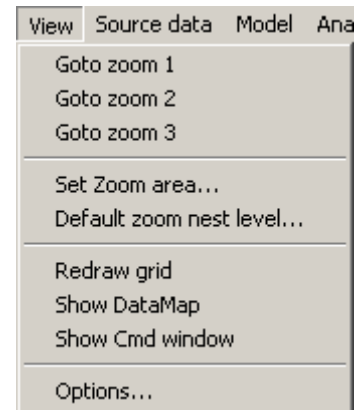 View Source data Model Ana
Goto zoom 1
Goto zoom 2
Goto zoom 3
Set Zoom area...
Default zoom nest level...
Redraw grid
Show DataMap
Show Cmd window
Options...